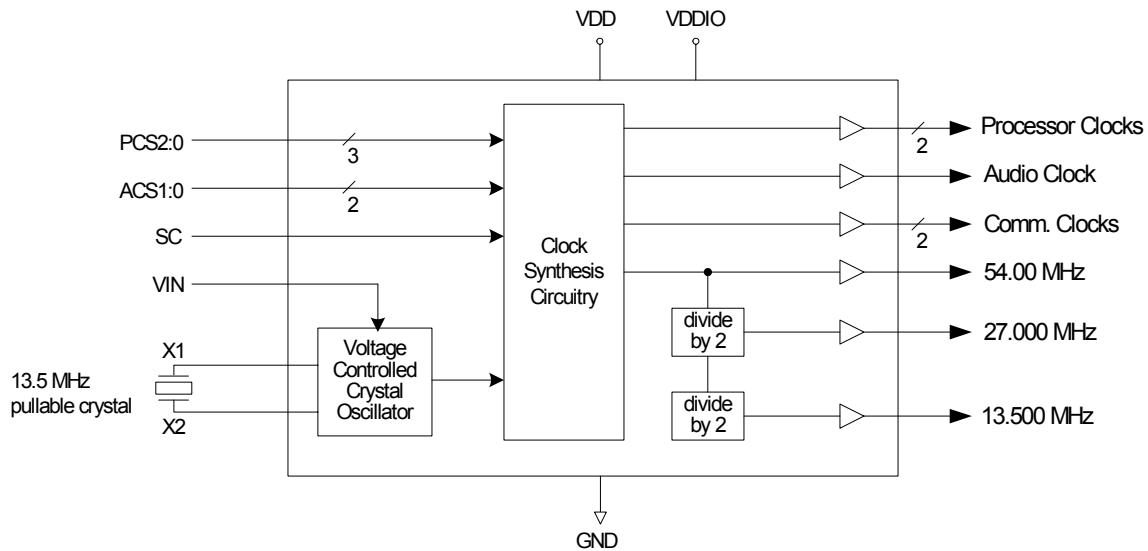 VDD
VDDIO
PCS2:0
3
ACS1:0
2
SC
VIN
X1
13.5 MHz
pullable crystal
X2
Voltage
Controlled
Crystal
Oscillator
Clock
Synthesis
Circuitry
divide
by 2
divide
by 2
2
Processor Clocks
Audio Clock
2
Comm. Clocks
54.00 MHz
27.000 MHz
13.500 MHz
GND